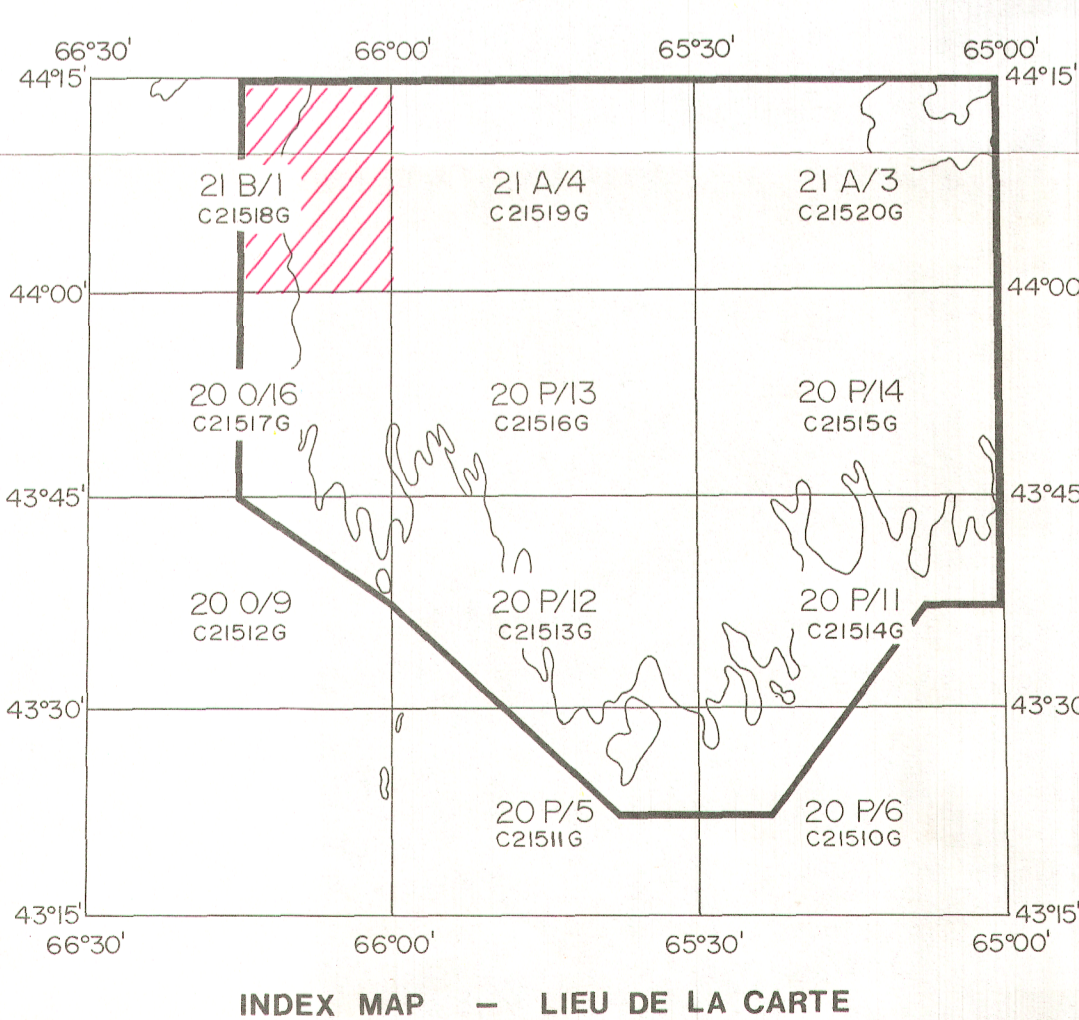 66°30' 66°00' 65°30' 65°00'
44°15' 44°15'
21 B/1 21 A/4 21 A/3
C21518G C21519G C21520G
44°00' 44°00
20 O/16 20 P/13 20 P/14
C21517G C21516G C21515G
43°45' 43°45
20 O/9 20 P/12 20 P/11
C21512G C21513G C21514G
43°30' 43°30
20 P/5 20 P/6
C21511G C21510G
43°15' 43°15'
66°30' 66°00' 65°30' 65°00'
INDEX MAP – LIEU DE LA CARTE